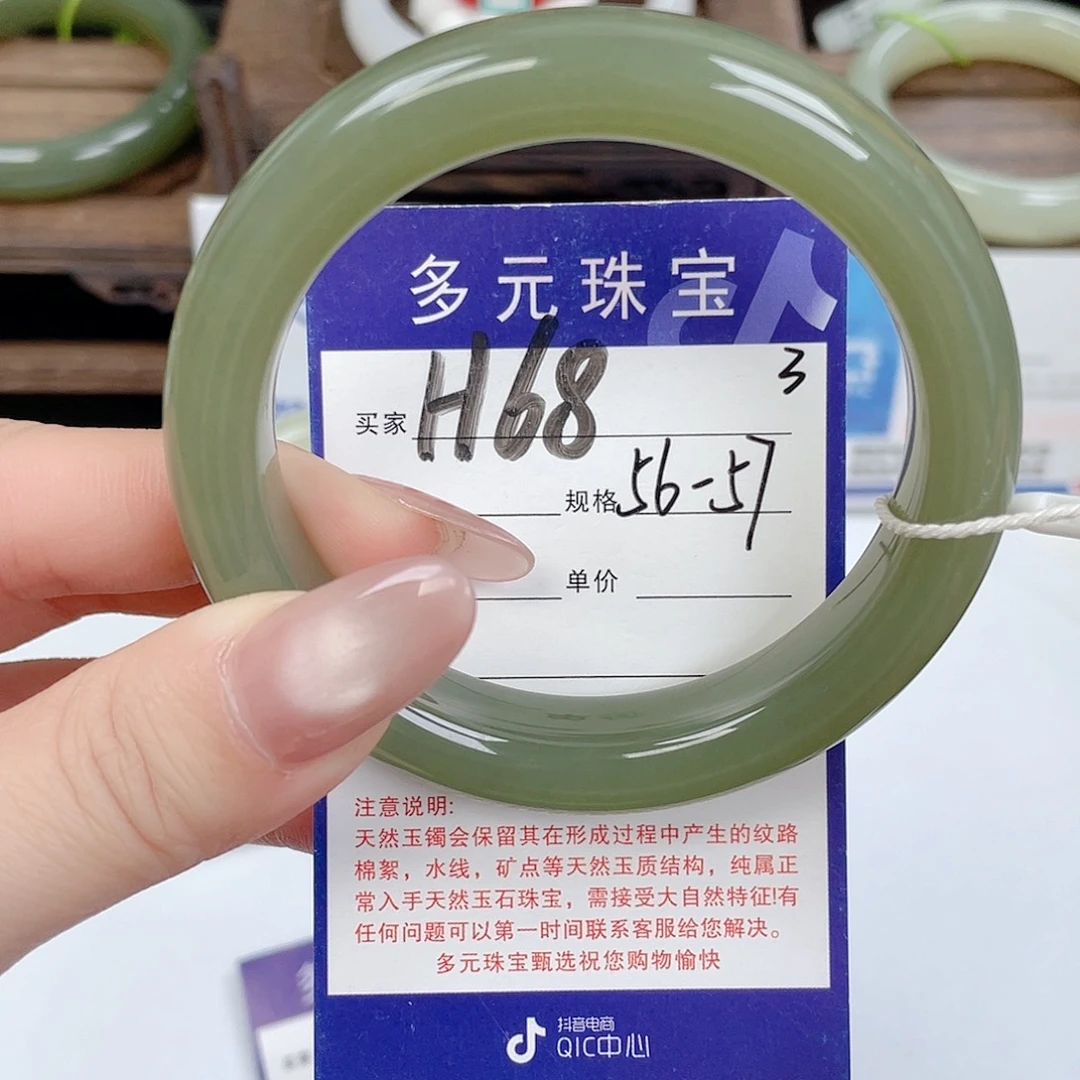 多元珠宝
3
买家 H68
规格 56-57
单价
注意说明:
天然玉镯会保留其在形成过程中产生的纹路
棉絮，水线，矿点等天然玉质结构，纯属正
常入手天然玉石珠宝，需接受大自然特征!有
任何问题可以第一时间联系客服给您解决。
多元珠宝甄选祝您购物愉快
抖音电商
QIC中心